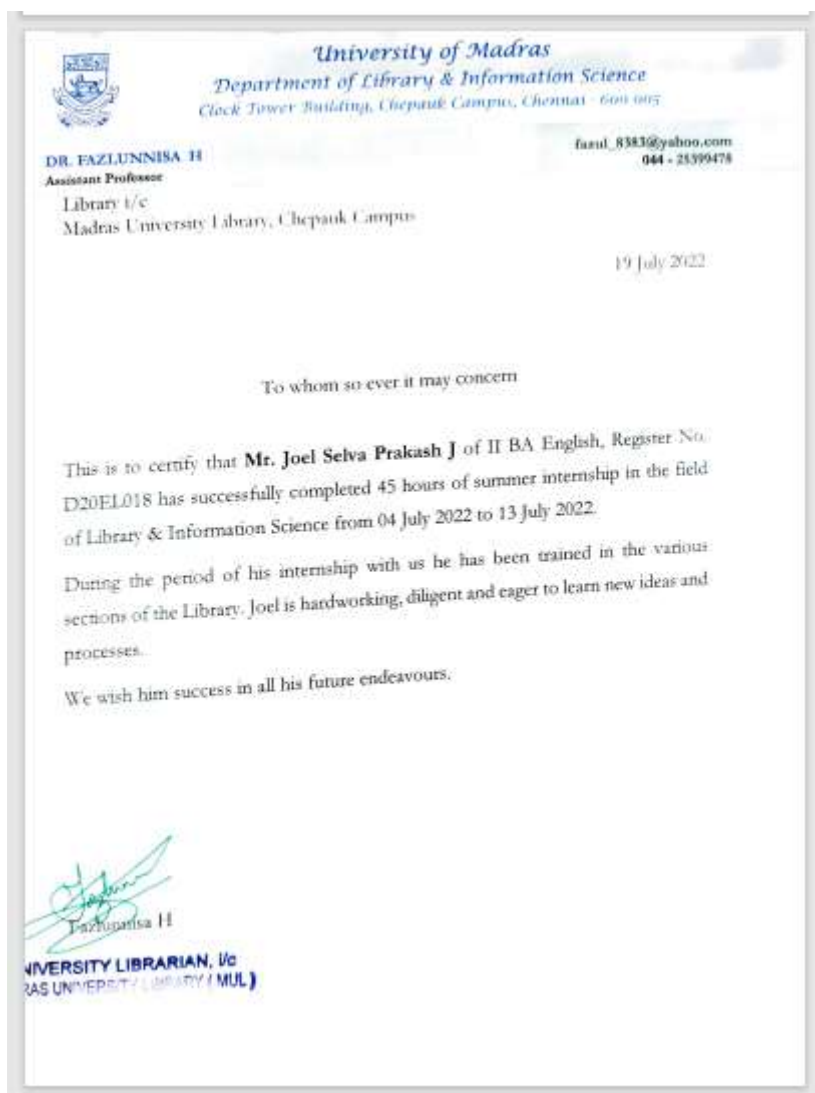 University of Madras
Department of Library & Information Science
Clock Tower Building, Chepauk Campus, Chennai - 600 005
DR. FAZLUNNISA H
Assistant Professor
fazul_8383@yahoo.com
044 - 25399478
Library i/c
Madras University Library, Chepauk Campus
19 July 2022
To whom so ever it may concern
This is to certify that Mr. Joel Selva Prakash J of II BA English, Register No.
D20EL018 has successfully completed 45 hours of summer internship in the field
of Library & Information Science from 04 July 2022 to 13 July 2022.
During the period of his internship with us he has been trained in the various
sections of the Library. Joel is hardworking, diligent and eager to learn new ideas and
processes.
We wish him success in all his future endeavours.
Fazlunnisa H
NIVERSITY LIBRARIAN, i/c
RAS UNIVERSITY LIBRARY ( MUL )